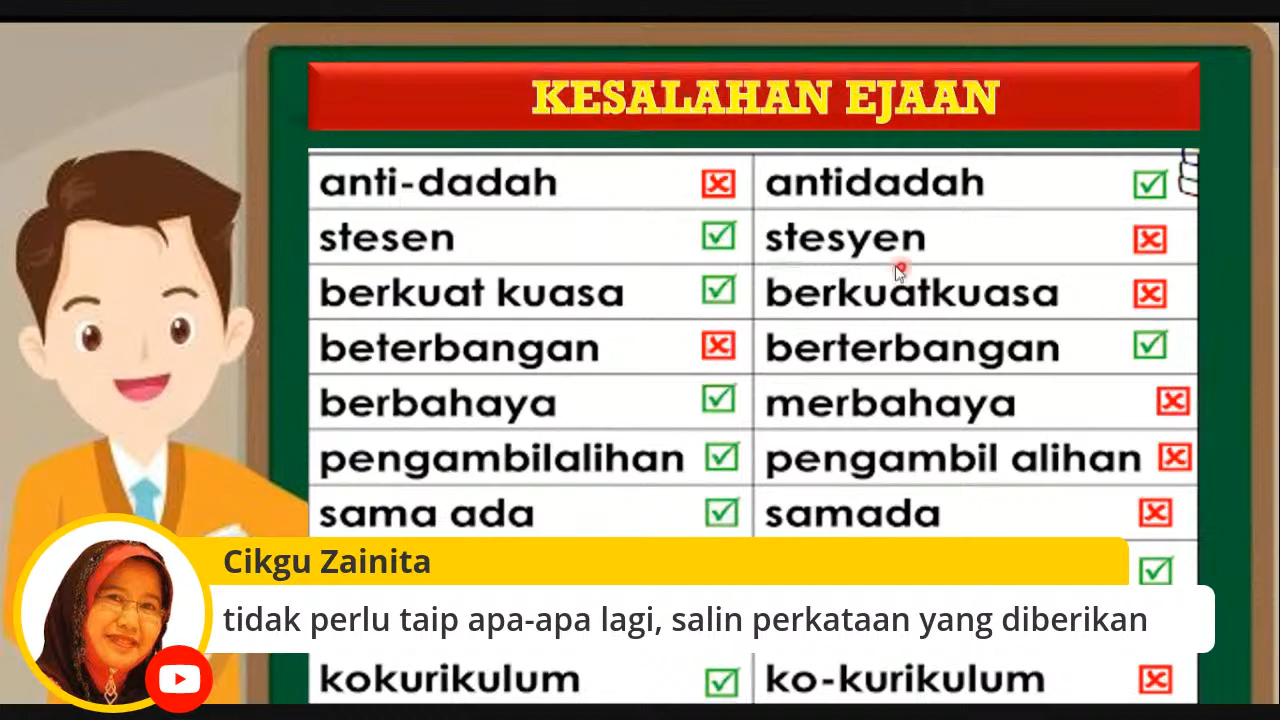 KESALAHAN EJAAN
anti-dadah antidadah
stesen stesyen
berkuat kuasa berkuatkuasa
beterbangan berterbangan
berbahaya merbahaya
pengambilalihan pengambil alihan
sama ada samada
Cikgu Zainita
tidak perlu taip apa-apa lagi, salin perkataan yang diberikan
kokurikulum ko-kurikulum